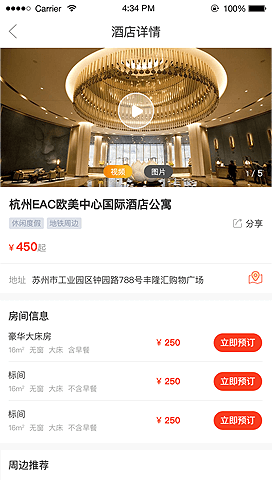 Carrier 4:34 PM 100%
酒店详情
视频 图片 1 / 5
杭州EAC欧美中心国际酒店公寓
休闲度假 地铁周边 分享
¥ 450起
地址 苏州市工业园区钟园路788号丰隆汇购物广场
房间信息
豪华大床房
16m² 无窗 大床 含早餐 ¥ 250 立即预订
标间
16m² 无窗 大床 不含早餐 ¥ 250 立即预订
标间
16m² 无窗 大床 不含早餐 ¥ 250 立即预订
周边推荐